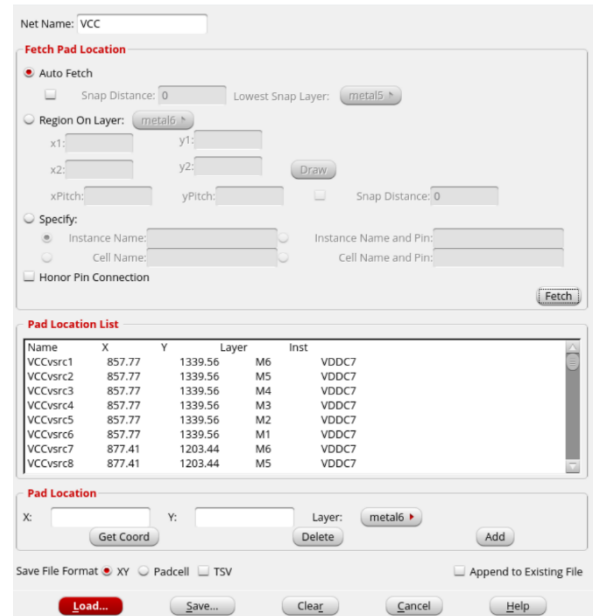 Net Name: VCC
Fetch Pad Location
Auto Fetch
Snap Distance: 0 Lowest Snap Layer: metal5
Region On Layer: metal6
x1: y1:
x2: y2: Draw
xPitch: yPitch: Snap Distance: 0
Specify:
Instance Name: Instance Name and Pin:
Cell Name: Cell Name and Pin:
Honor Pin Connection
Fetch
Pad Location List
Name X Y Layer Inst
VCCvsrc1 857.77 1339.56 M6 VDDC7
VCCvsrc2 857.77 1339.56 M5 VDDC7
VCCvsrc3 857.77 1339.56 M4 VDDC7
VCCvsrc4 857.77 1339.56 M3 VDDC7
VCCvsrc5 857.77 1339.56 M2 VDDC7
VCCvsrc6 857.77 1339.56 M1 VDDC7
VCCvsrc7 877.41 1203.44 M6 VDDC7
VCCvsrc8 877.41 1203.44 M5 VDDC7
Pad Location
X: Y: Layer: metal6
Get Coord Delete Add
Save File Format XY Padcell TSV Append to Existing File
Load... Save... Clear Cancel Help